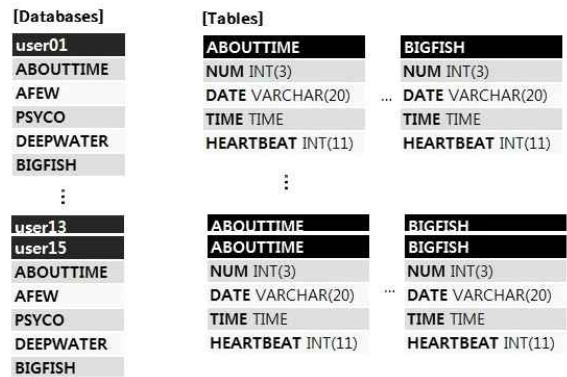 [Databases]
user01
ABOUTTIME
AFEW
PSYCO
DEEPWATER
BIGFISH
user13
user15
ABOUTTIME
AFEW
PSYCO
DEEPWATER
BIGFISH
[Tables]
ABOUTTIME
NUM INT(3)
DATE VARCHAR(20)
TIME TIME
HEARTBEAT INT(11)
...
BIGFISH
NUM INT(3)
DATE VARCHAR(20)
TIME TIME
HEARTBEAT INT(11)
ABOUTTIME
ABOUTTIME
NUM INT(3)
DATE VARCHAR(20)
TIME TIME
HEARTBEAT INT(11)
...
BIGFISH
BIGFISH
NUM INT(3)
DATE VARCHAR(20)
TIME TIME
HEARTBEAT INT(11)